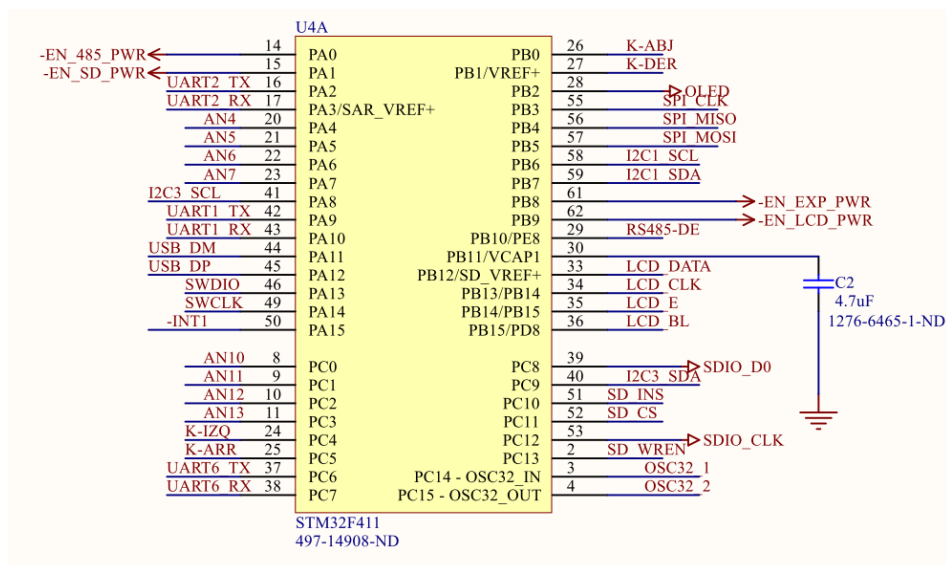 U4A
-EN_485_PWR 14 PA0 PB0 26 K-ABJ
-EN_SD_PWR 15 PA1 PB1/VREF+ 27 K-DER
UART2_TX 16 PA2 PB2 28 OLED
UART2_RX 17 PA3/SAR_VREF+ PB3 55 SPI_CLK
AN4 20 PA4 PB4 56 SPI_MISO
AN5 21 PA5 PB5 57 SPI_MOSI
AN6 22 PA6 PB6 58 I2C1_SCL
AN7 23 PA7 PB7 59 I2C1_SDA
I2C3_SCL 41 PA8 PB8 61 -EN_EXP_PWR
UART1_TX 42 PA9 PB9 62 -EN_LCD_PWR
UART1_RX 43 PA10 PB10/PE8 29 RS485-DE
USB_DM 44 PA11 PB11/VCAP1 30
USB_DP 45 PA12 PB12/SD_VREF+ 33 LCD_DATA
SWDIO 46 PA13 PB13/PB14 34 LCD_CLK
SWCLK 49 PA14 PB14/PB15 35 LCD_E
-INT1 50 PA15 PB15/PD8 36 LCD_BL
C2
4.7uF
1276-6465-1-ND
AN10 8 PC0 PC8 39 SDIO_D0
AN11 9 PC1 PC9 40 I2C3_SDA
AN12 10 PC2 PC10 51 SD_INS
AN13 11 PC3 PC11 52 SD_CS
K-IZQ 24 PC4 PC12 53 SDIO_CLK
K-ARR 25 PC5 PC13 2 SD_WREN
UART6_TX 37 PC6 PC14 - OSC32_IN 3 OSC32_1
UART6_RX 38 PC7 PC15 - OSC32_OUT 4 OSC32_2
STM32F411
497-14908-ND